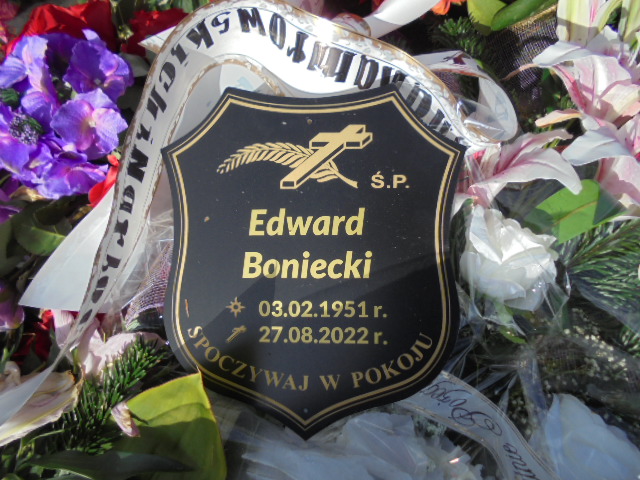 Ś.P.
Edward
Boniecki
03.02.1951 r.
27.08.2022 r.
SPOCZYWAJ W POKOJU